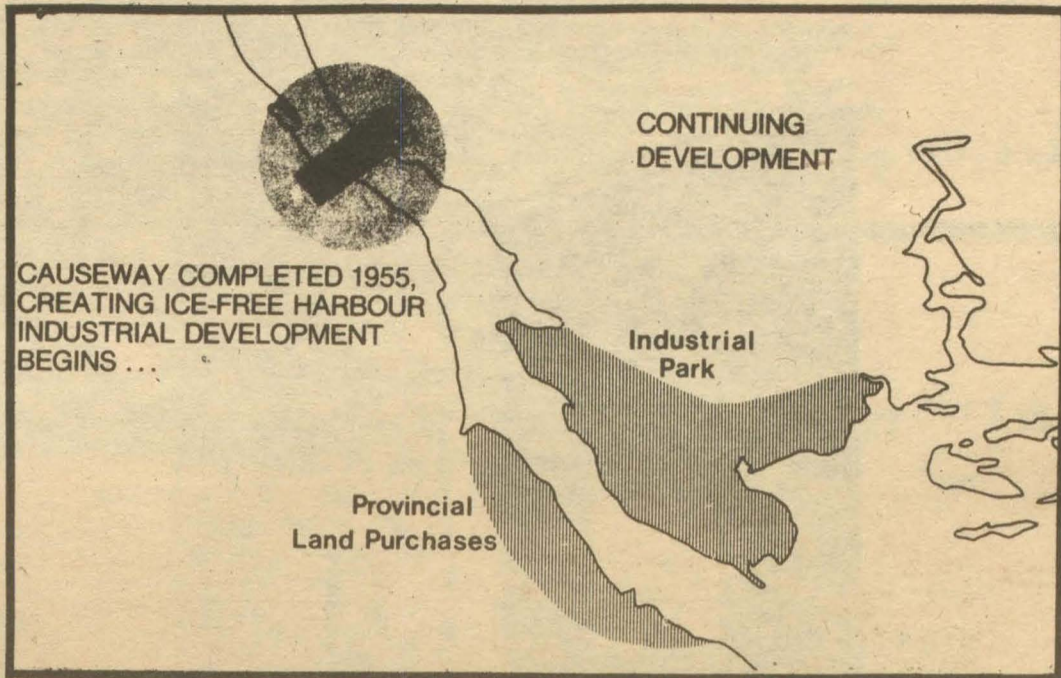 CONTINUING
DEVELOPMENT
CAUSEWAY COMPLETED 1955,
CREATING ICE-FREE HARBOUR
INDUSTRIAL DEVELOPMENT
BEGINS ...
Industrial
Park
Provincial
Land Purchases